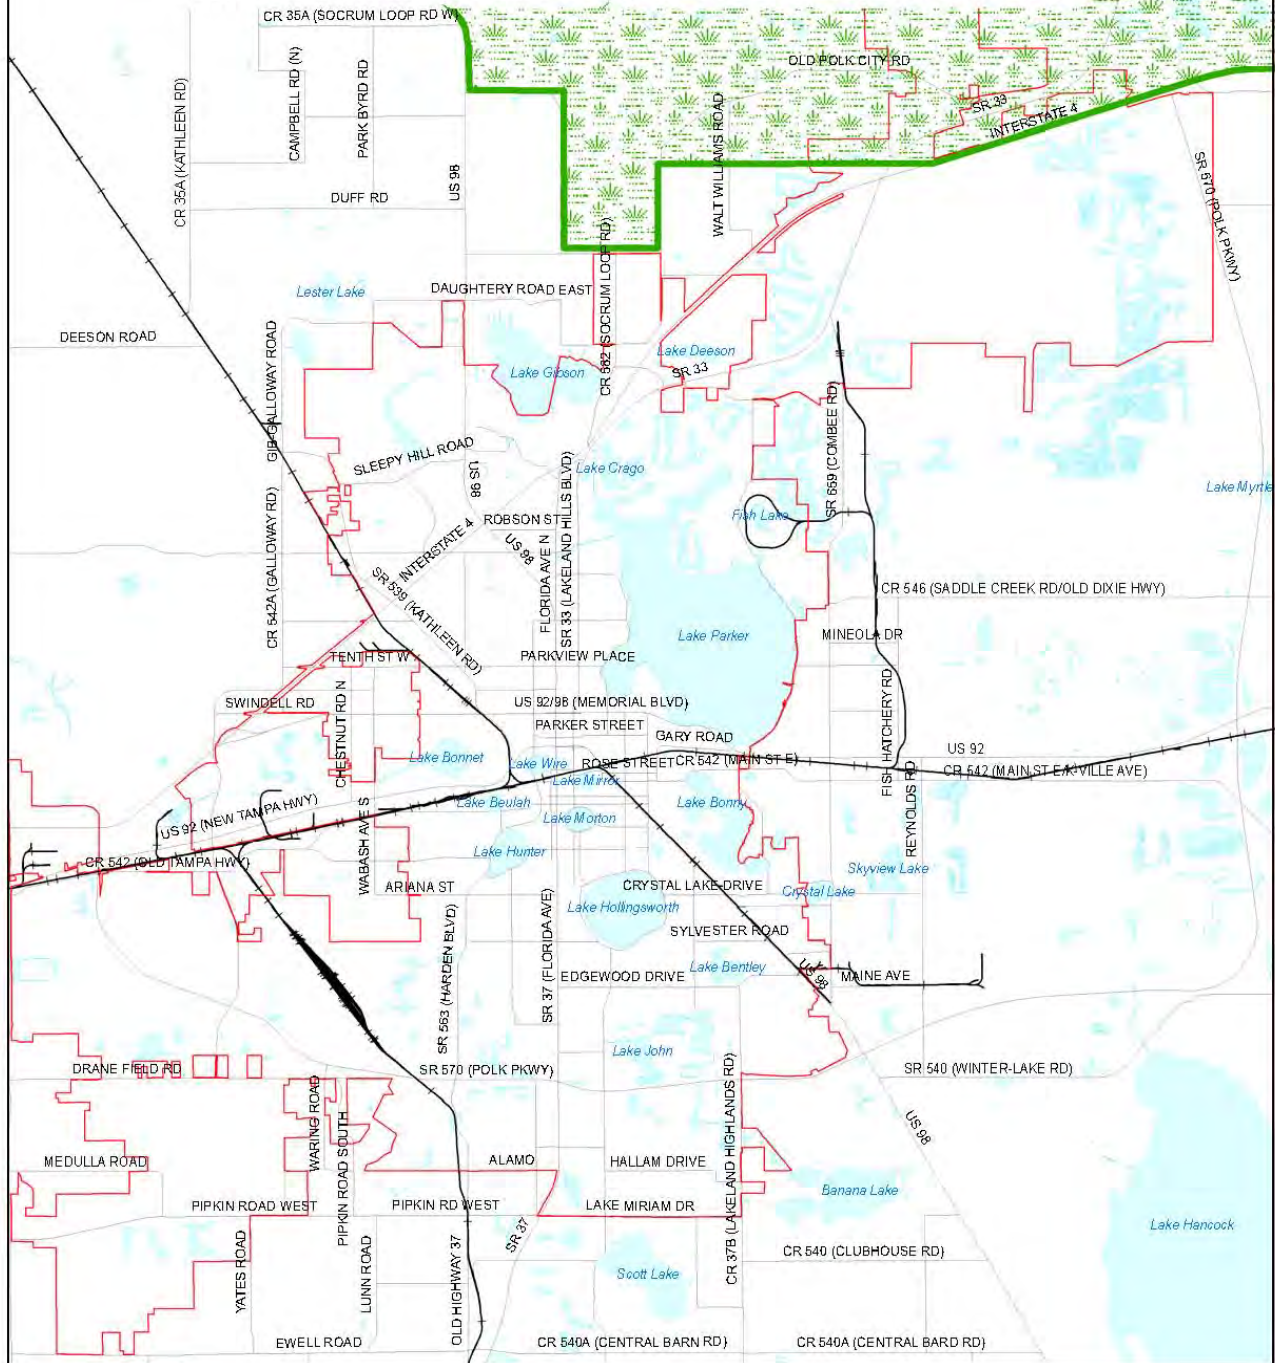 CR 35A (SOCRUM LOOP RD W)
CAMPBELL RD (N)
PARK BYRD RD
OLD POLK CITY RD
CR 35A (KATHLEEN RD)
SR 33
INTERSTATE 4
US 98
WALT WILLIAMS ROAD
SR 570 (POLK PKWY)
DUFF RD
CR 582 (SOCRUM LOOP RD)
Lester Lake
DAUGHTERY ROAD EAST
DEESON ROAD
Lake Deeson
Lake Gibson
SR 33
GIB-GALLOWAY ROAD
SLEEPY HILL ROAD
SR 659 (COMBEE RD)
Lake Crago
US 98
Lake Myrtle
Fish Lake
ROBSON ST
INTERSTATE 4
US 98
FLORIDA AVE N
SR 33 (LAKELAND HILLS BLVD)
CR 542A (GALLOWAY RD)
SR 539 (KATHLEEN RD)
CR 546 (SADDLE CREEK RD/OLD DIXIE HWY)
Lake Parker
MINEOLA DR
TENTH ST W
PARKVIEW PLACE
SWINDELL RD
CHESTNUT RD N
US 92/98 (MEMORIAL BLVD)
FISH HATCHERY RD
PARKER STREET
GARY ROAD
US 92
Lake Bonnet
Lake Wire
ROSE STREET
CR 542 (MAIN ST E)
CR 542 (MAIN ST E/K-VILLE AVE)
Lake Mirror
REYNOLDS RD
US 92 (NEW TAMPA HWY)
Lake Beulah
Lake Bonny
Lake Morton
WABASH AVE S
Lake Hunter
CR 542 (OLD TAMPA HWY)
Skyview Lake
ARIANA ST
CRYSTAL LAKE DRIVE
Crystal Lake
Lake Hollingsworth
SR 563 (HARDEN BLVD)
SR 37 (FLORIDA AVE)
SYLVESTER ROAD
Lake Bentley
EDGEWOOD DRIVE
US 98
MAINE AVE
Lake John
DRANE FIELD RD
SR 570 (POLK PKWY)
SR 540 (WINTER-LAKE RD)
WARING ROAD
PIPKIN ROAD SOUTH
CR 37B (LAKELAND HIGHLANDS RD)
US 98
MEDULLA ROAD
ALAMO
HALLAM DRIVE
Banana Lake
PIPKIN ROAD WEST
PIPKIN RD WEST
LAKE MIRIAM DR
Lake Hancock
SR 37
CR 540 (CLUBHOUSE RD)
YATES ROAD
LUNN ROAD
OLD HIGHWAY 37
Scott Lake
EWELL ROAD
CR 540A (CENTRAL BARN RD)
CR 540A (CENTRAL BARD RD)